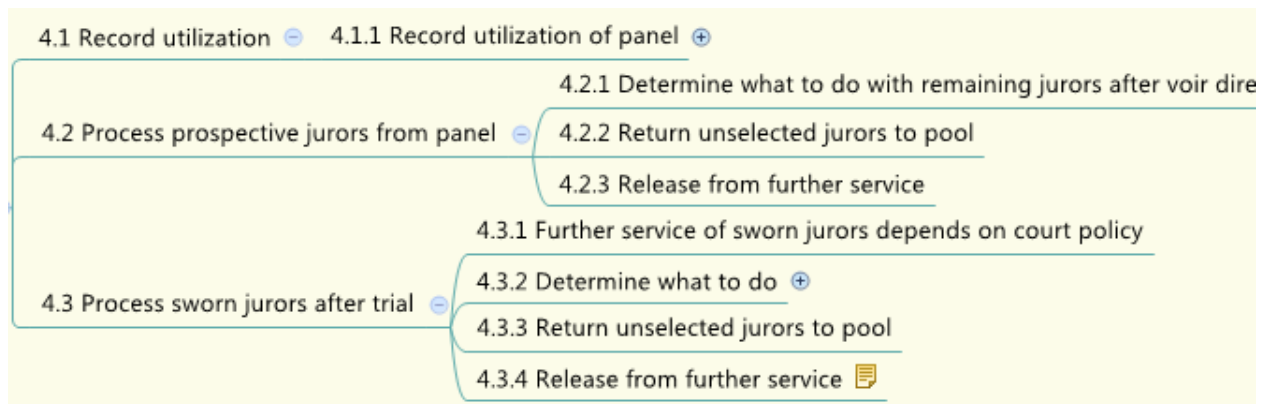 4.1 Record utilization
4.1.1 Record utilization of panel
4.2 Process prospective jurors from panel
4.2.1 Determine what to do with remaining jurors after voir dire
4.2.2 Return unselected jurors to pool
4.2.3 Release from further service
4.3 Process sworn jurors after trial
4.3.1 Further service of sworn jurors depends on court policy
4.3.2 Determine what to do
4.3.3 Return unselected jurors to pool
4.3.4 Release from further service